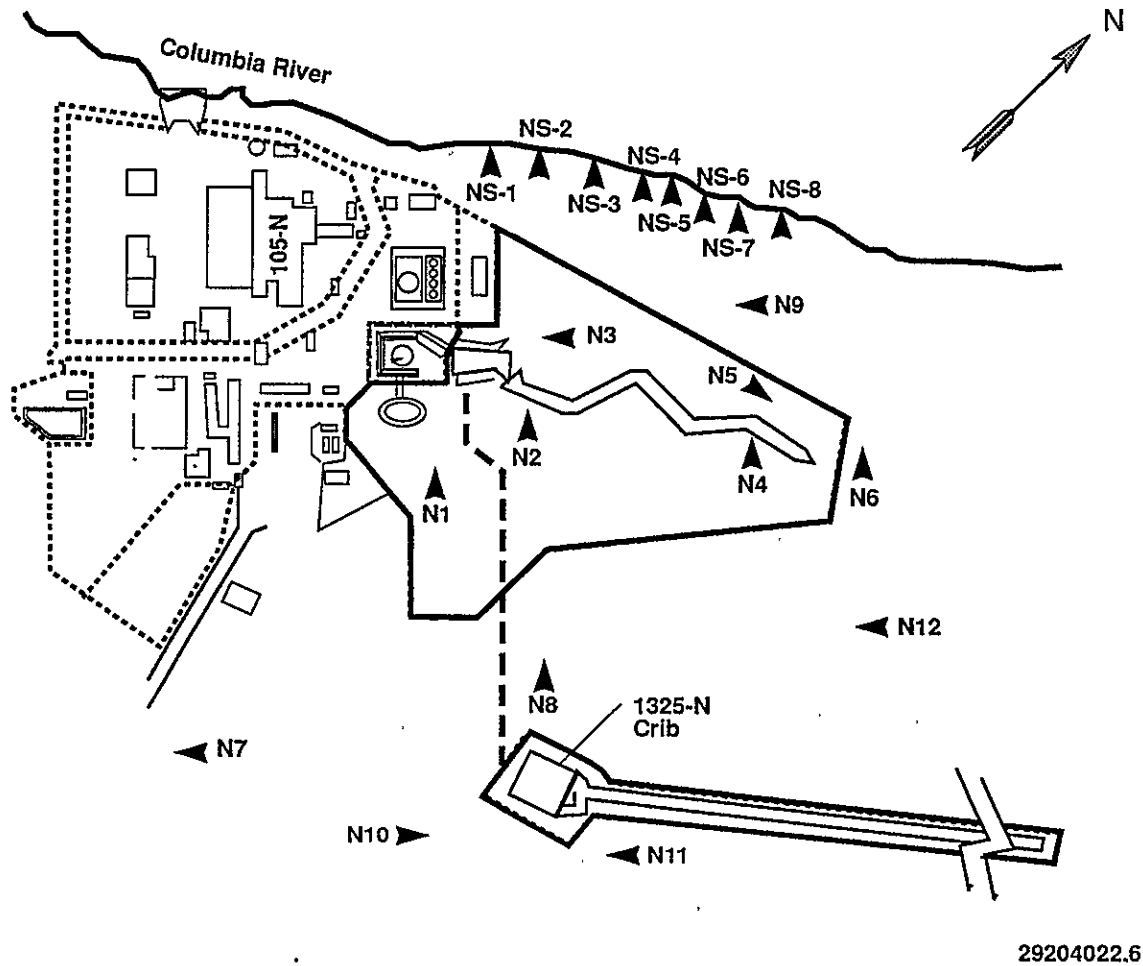 N
Columbia River
NS-2
NS-1
NS-4
NS-3
NS-6
NS-5
NS-8
NS-7
105-N
N9
N3
N5
N2
N4
N1
N6
N12
N8
1325-N
Crib
N7
N10
N11
29204022.6